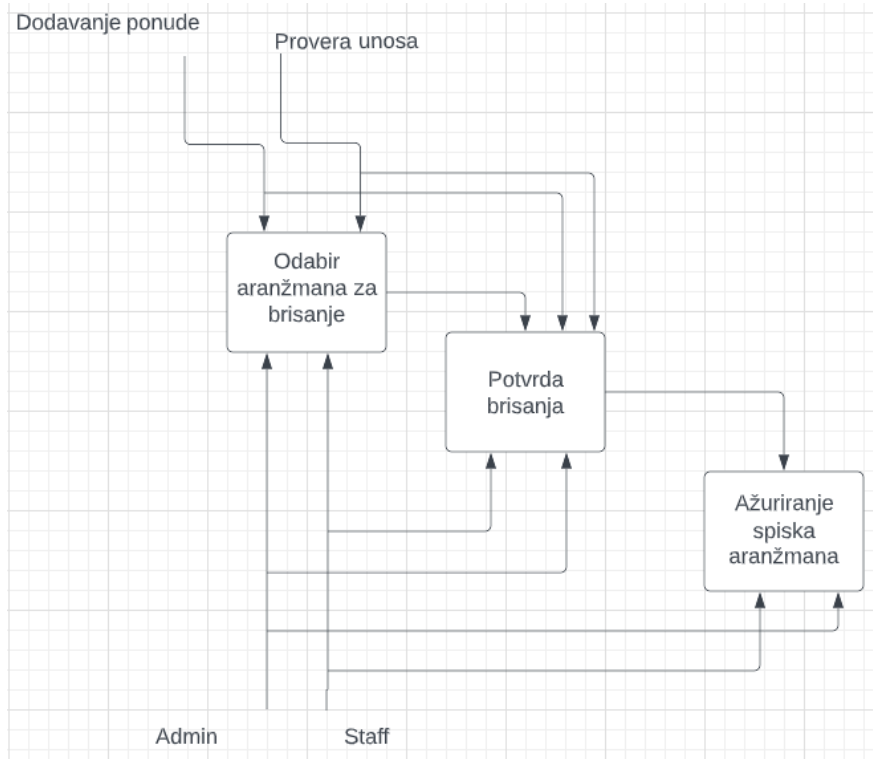 Dodavanje ponude
Provera unosa
Odabir
aranžmana za
brisanje
Potvrda
brisanja
Ažuriranje
spiska
aranžmana
Admin
Staff